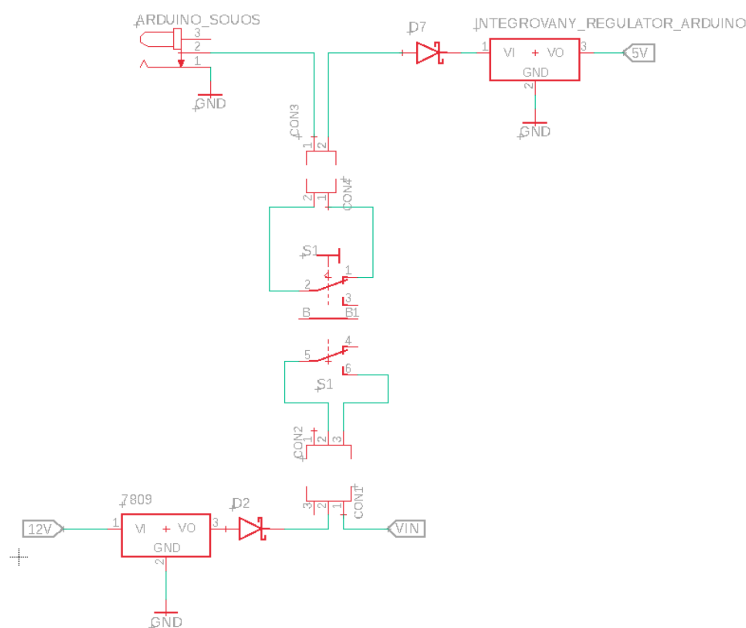 ARDUINO_SOUOS
3
2
1
GND
D7
INTEGROVANY_REGULATOR_ARDUINO
1
VI
VO
3
GND
2
5V
GND
CON3
1
2
2
1
CON4
S1
1
2
3
B
B1
4
5
6
S1
CON2
1
2
3
3
2
1
CON1
7809
12V
1
VI
VO
3
GND
2
D2
VIN
GND